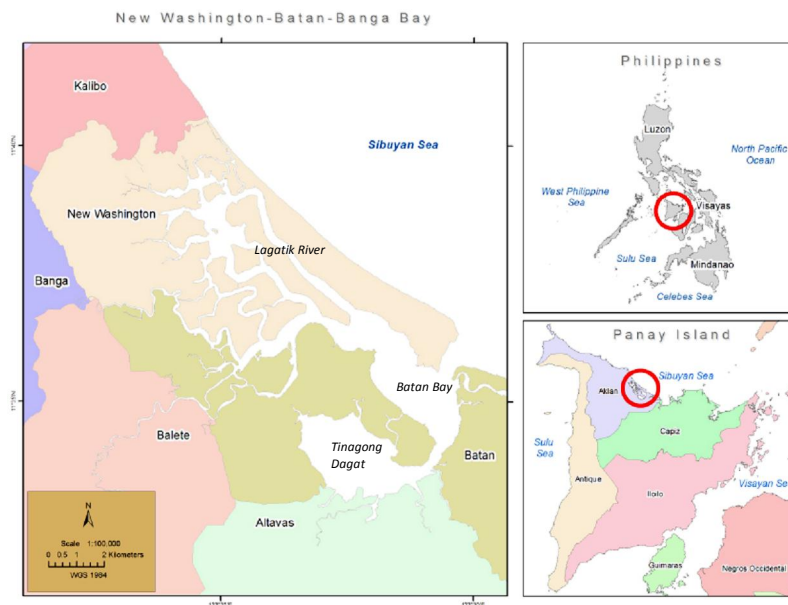 New Washington-Batan-Banga Bay
Kalibo
Sibuyan Sea
New Washington
Lagatik River
Banga
Batan Bay
Balete
Tinagong
Dagat
Batan
Altavas
N
Scale 1:100,000
0 0.5 1 2 Kilometers
WGS 1984
Philippines
Luzon
North Pacific
Ocean
West Philippine
Sea
Visayas
Sulu Sea
Mindanao
Celebes Sea
Panay Island
Sibuyan Sea
Aklan
Capiz
Sulu
Sea
Antique
Iloilo
Visayan Se
Guimaras
Negros Occidental